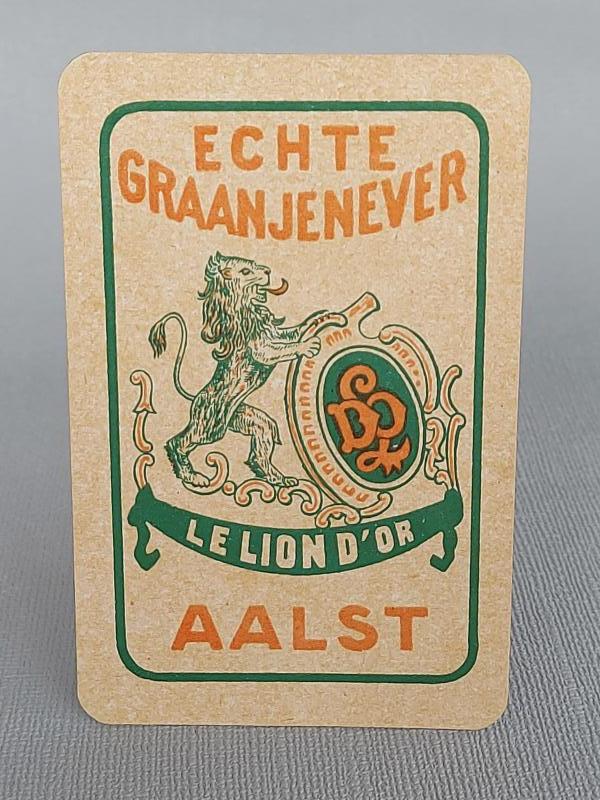 ECHTE
GRAANJENEVER
LE LION D'OR
AALST